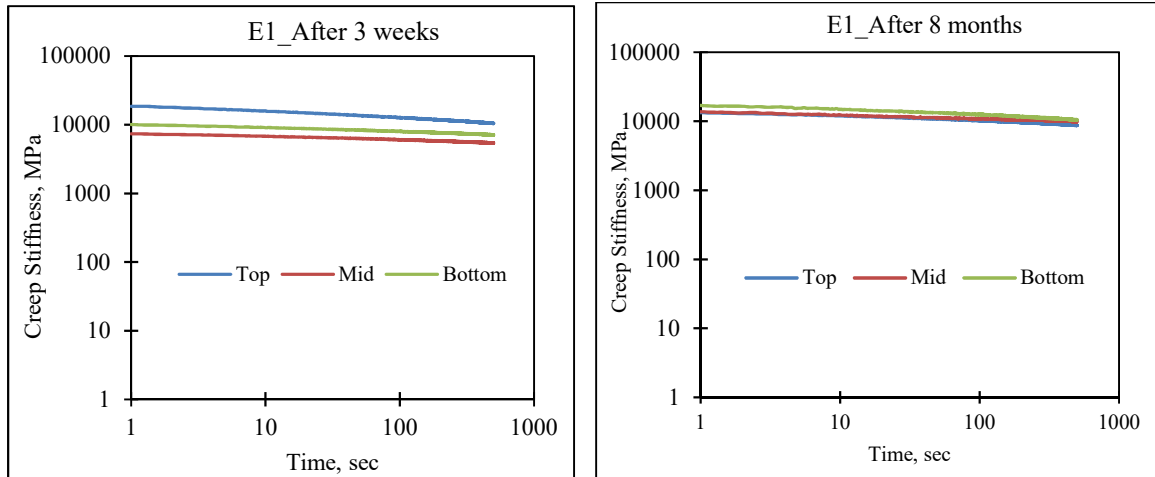 E1_After 3 weeks
Creep Stiffness, MPa
100000
10000
1000
100
10
1
Top Mid Bottom
1 10 100 1000
Time, sec
E1_After 8 months
Creep Stiffness, MPa
100000
10000
1000
100
10
1
Top Mid Bottom
1 10 100 1000
Time, sec